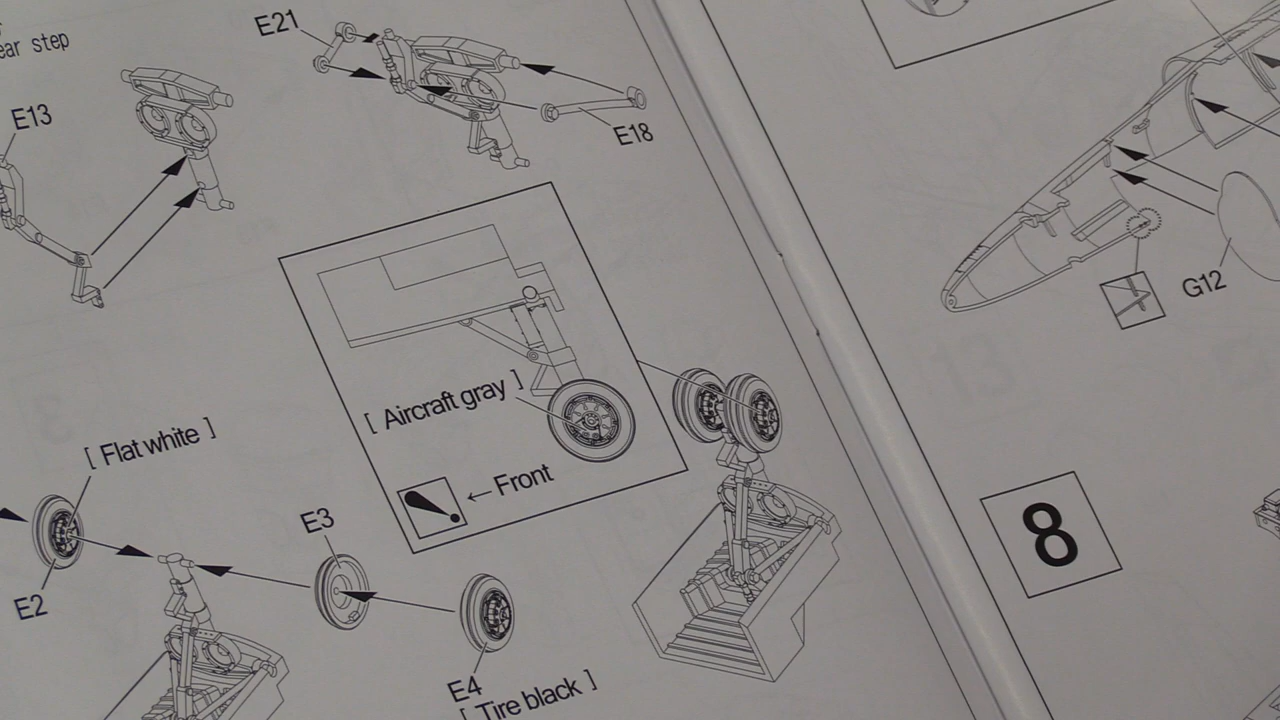 ear step
E21
E13
E18
[ Aircraft gray ]
← Front
[ Flat white ]
E2
E3
E4
[ Tire black ]
G12
8